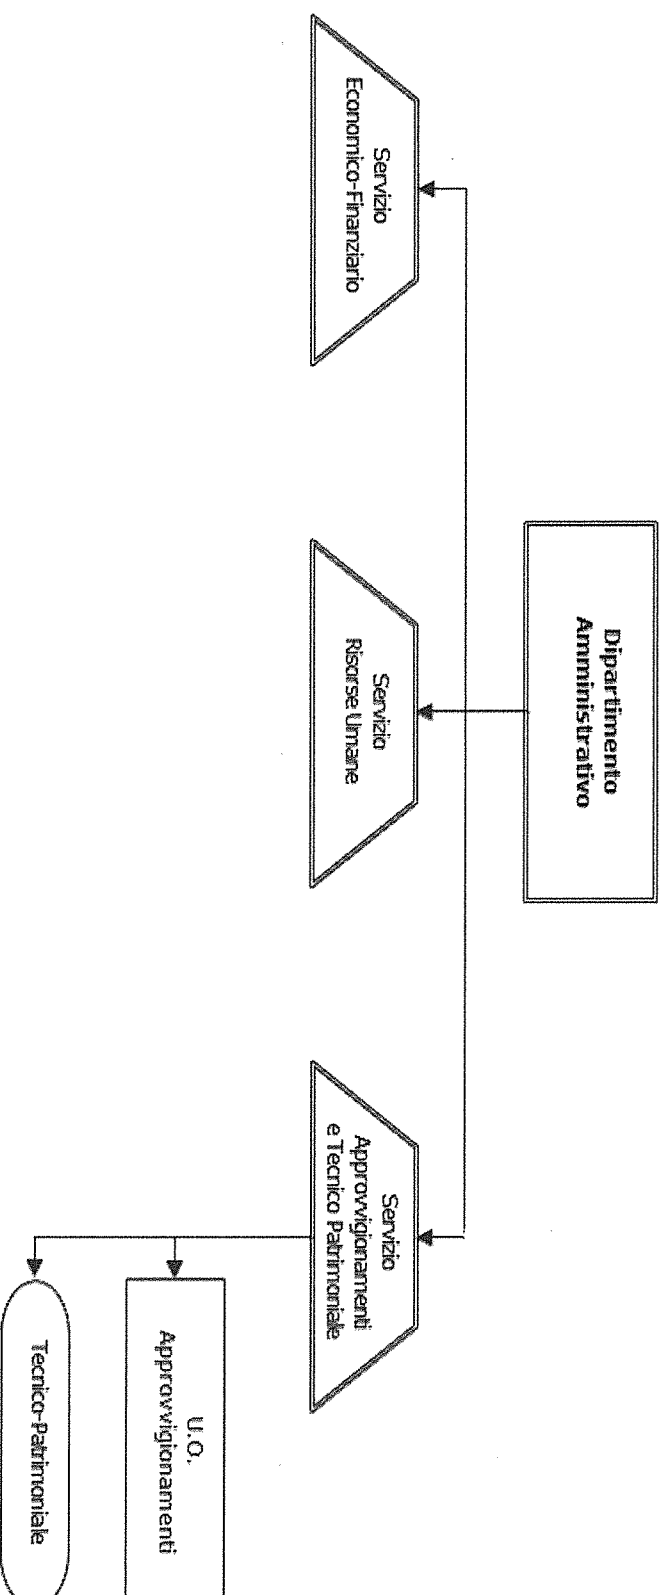 Dipartimento
Amministrativo
Servizio
Economico-Finanziario
Servizio
Risorse Umane
Servizio
Approvvigionamenti
e Tecnico Patrimoniale
U.O.
Approvvigionamenti
Tecnico-Patrimoniale